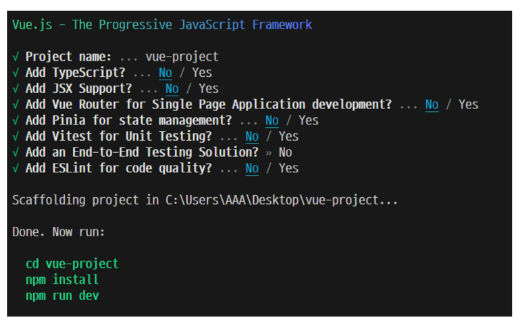 Vue.js - The Progressive JavaScript Framework
√ Project name: ... vue-project
√ Add TypeScript? ... No / Yes
√ Add JSX Support? ... No / Yes
√ Add Vue Router for Single Page Application development? ... No / Yes
√ Add Pinia for state management? ... No / Yes
√ Add Vitest for Unit Testing? ... No / Yes
√ Add an End-to-End Testing Solution? » No
√ Add ESLint for code quality? ... No / Yes
Scaffolding project in C:\Users\AAA\Desktop\vue-project...
Done. Now run:
cd vue-project
npm install
npm run dev